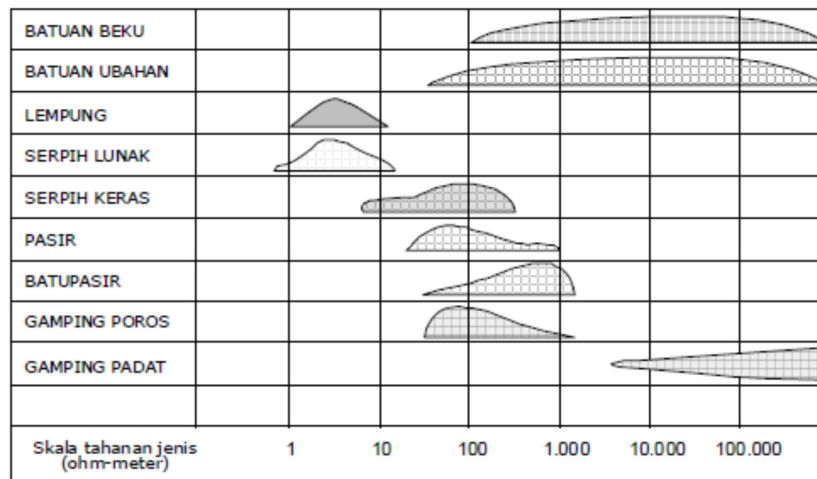 BATUAN BEKU
BATUAN UBAHAN
LEMPUNG
SERPIH LUNAK
SERPIH KERAS
PASIR
BATUPASIR
GAMPING POROS
GAMPING PADAT
Skala tahanan jenis
(ohm-meter)
1 10 100 1.000 10.000 100.000